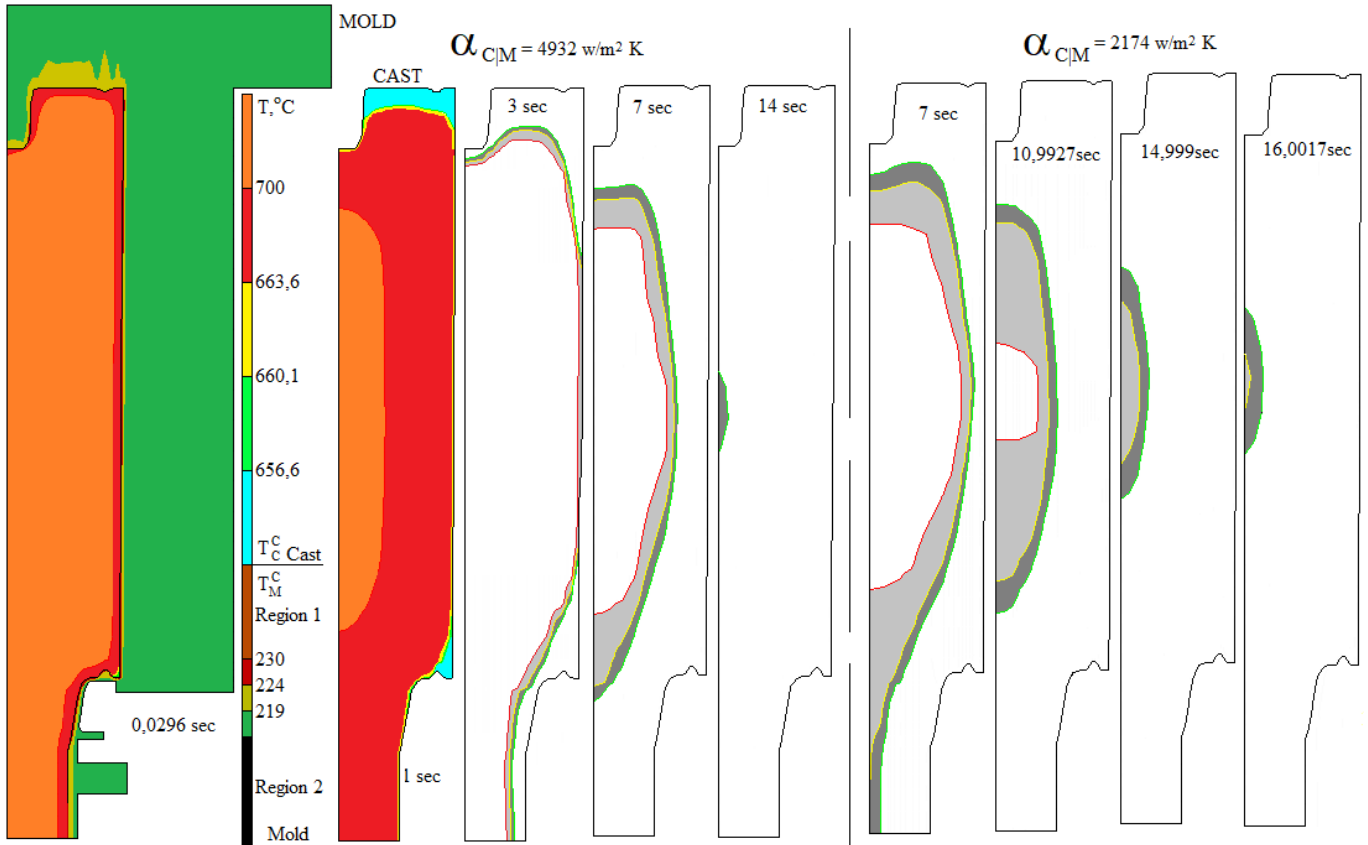 MOLD
α C|M = 4932 w/m² K
α C|M = 2174 w/m² K
CAST
T,°C
700
663,6
660,1
656,6
T C C Cast
T C M
Region 1
230
224
219
Region 2
Mold
0,0296 sec
1 sec
3 sec
7 sec
14 sec
7 sec
10,9927sec
14,999sec
16,0017sec